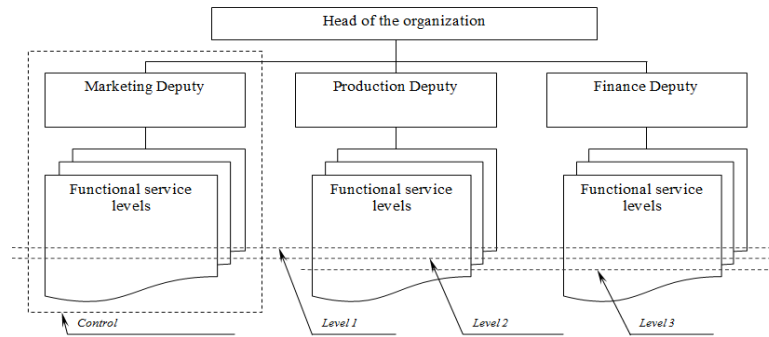 Head of the organization
Marketing Deputy
Production Deputy
Finance Deputy
Functional service
levels
Functional service
levels
Functional service
levels
Control
Level 1
Level 2
Level 3